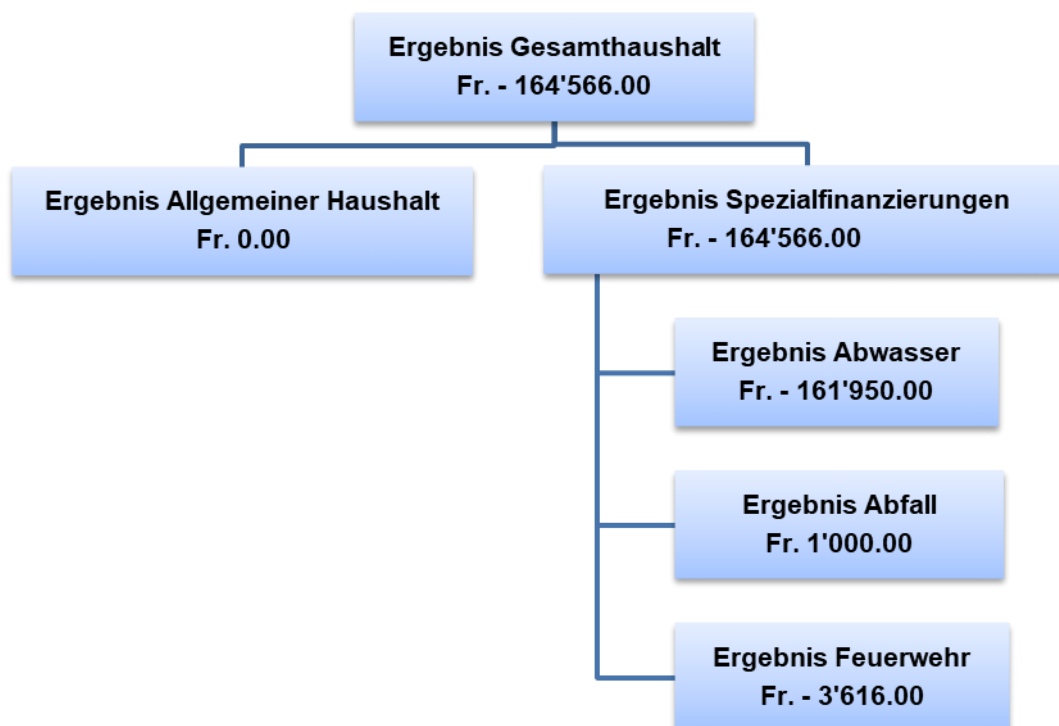 Ergebnis Gesamthaushalt
Fr. - 164'566.00
Ergebnis Allgemeiner Haushalt
Fr. 0.00
Ergebnis Spezialfinanzierungen
Fr. - 164'566.00
Ergebnis Abwasser
Fr. - 161'950.00
Ergebnis Abfall
Fr. 1'000.00
Ergebnis Feuerwehr
Fr. - 3'616.00